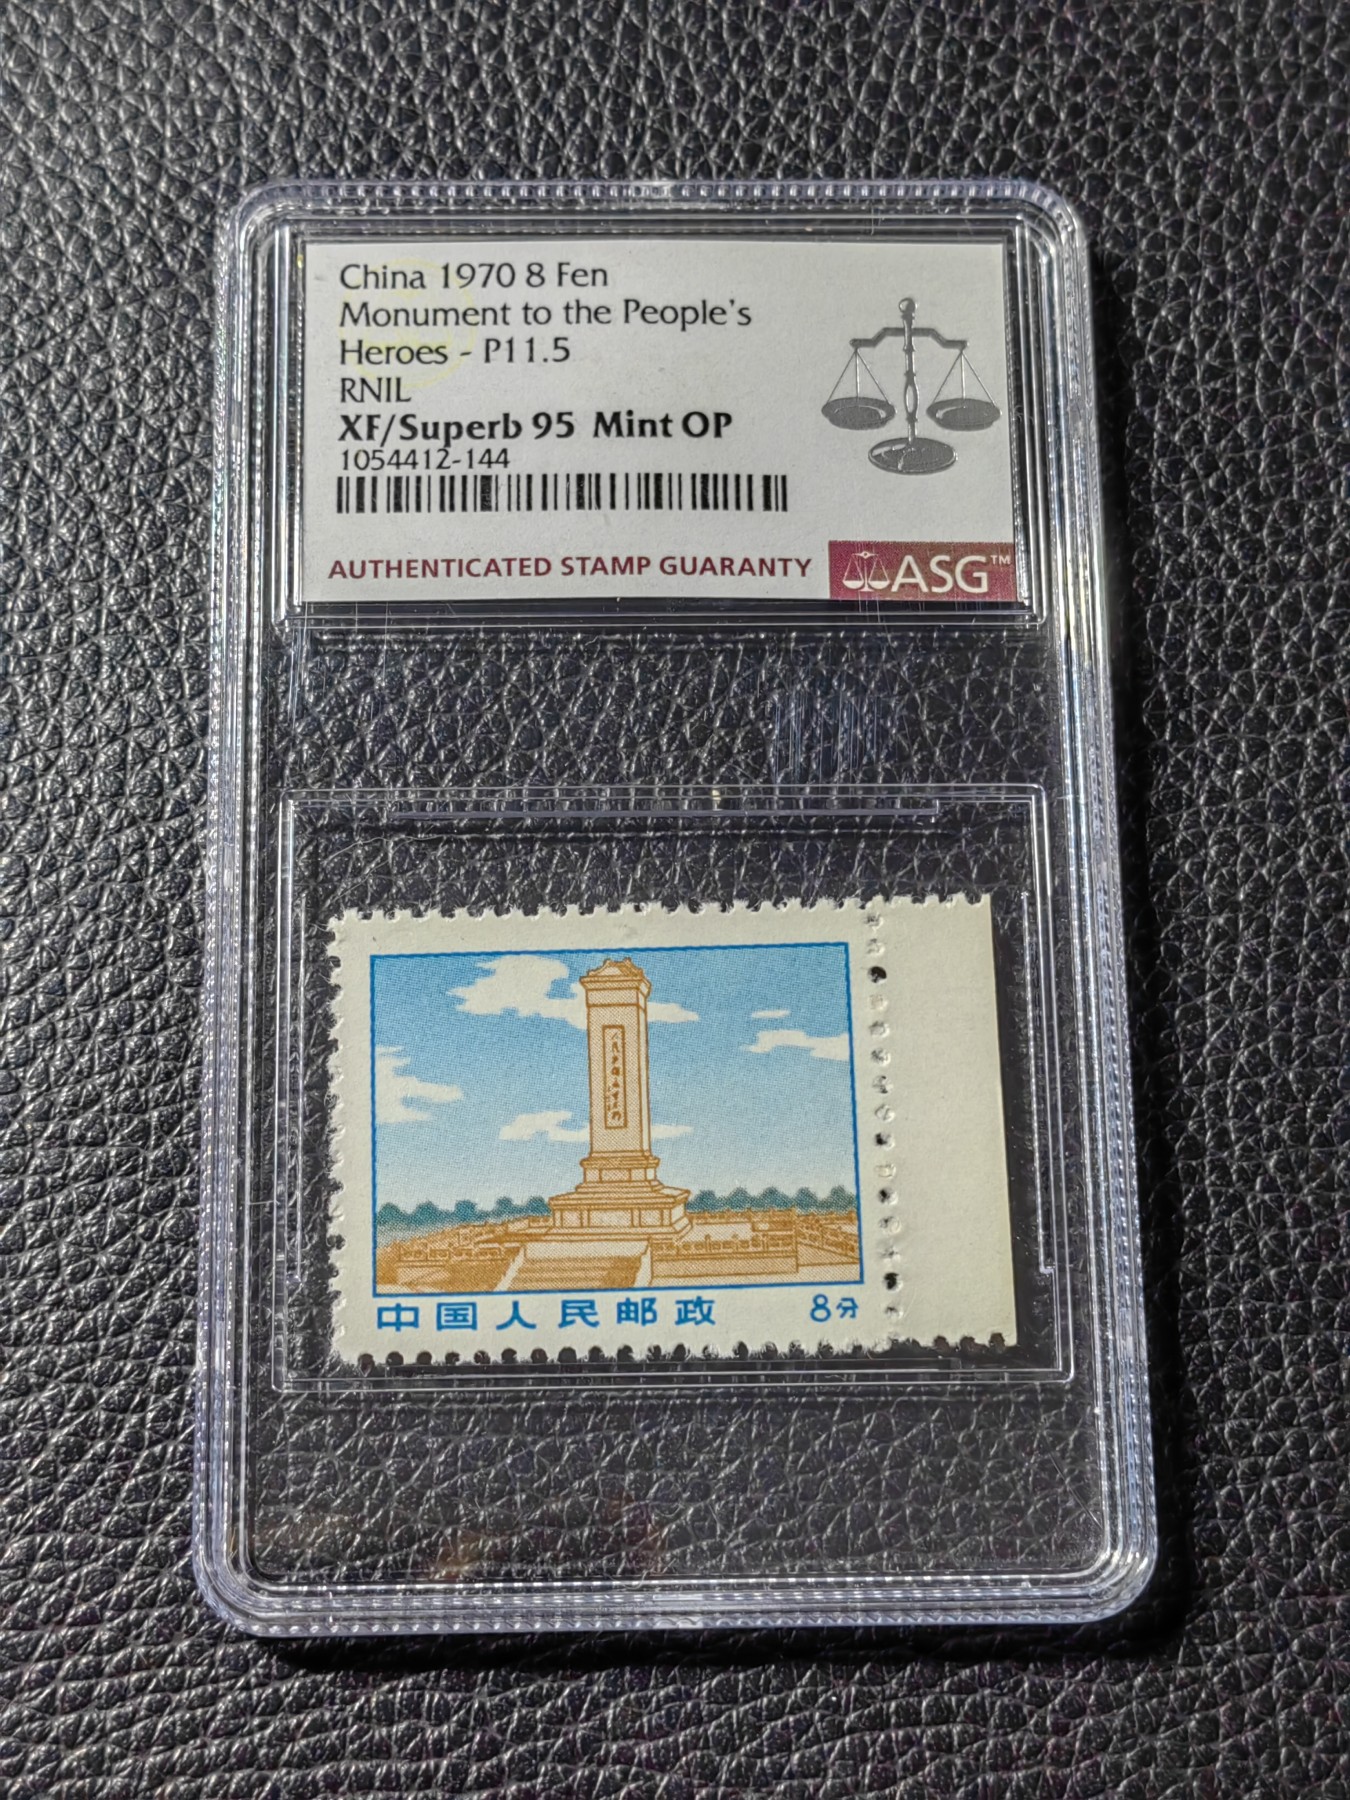 China 1970 8 Fen
Monument to the People's
Heroes - P11.5
RNIL
XF/Superb 95 Mint OP
1054412-144
AUTHENTICATED STAMP GUARANTY
ASG™
中国人民邮政 8分